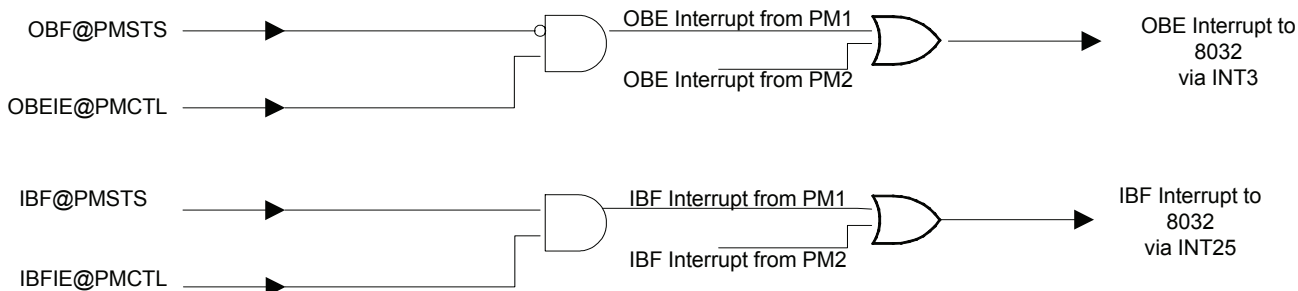 OBF@PMSTS
OBEIE@PMCTL
OBE Interrupt from PM1
OBE Interrupt from PM2
OBE Interrupt to
8032
via INT3
IBF@PMSTS
IBFIE@PMCTL
IBF Interrupt from PM1
IBF Interrupt from PM2
IBF Interrupt to
8032
via INT25